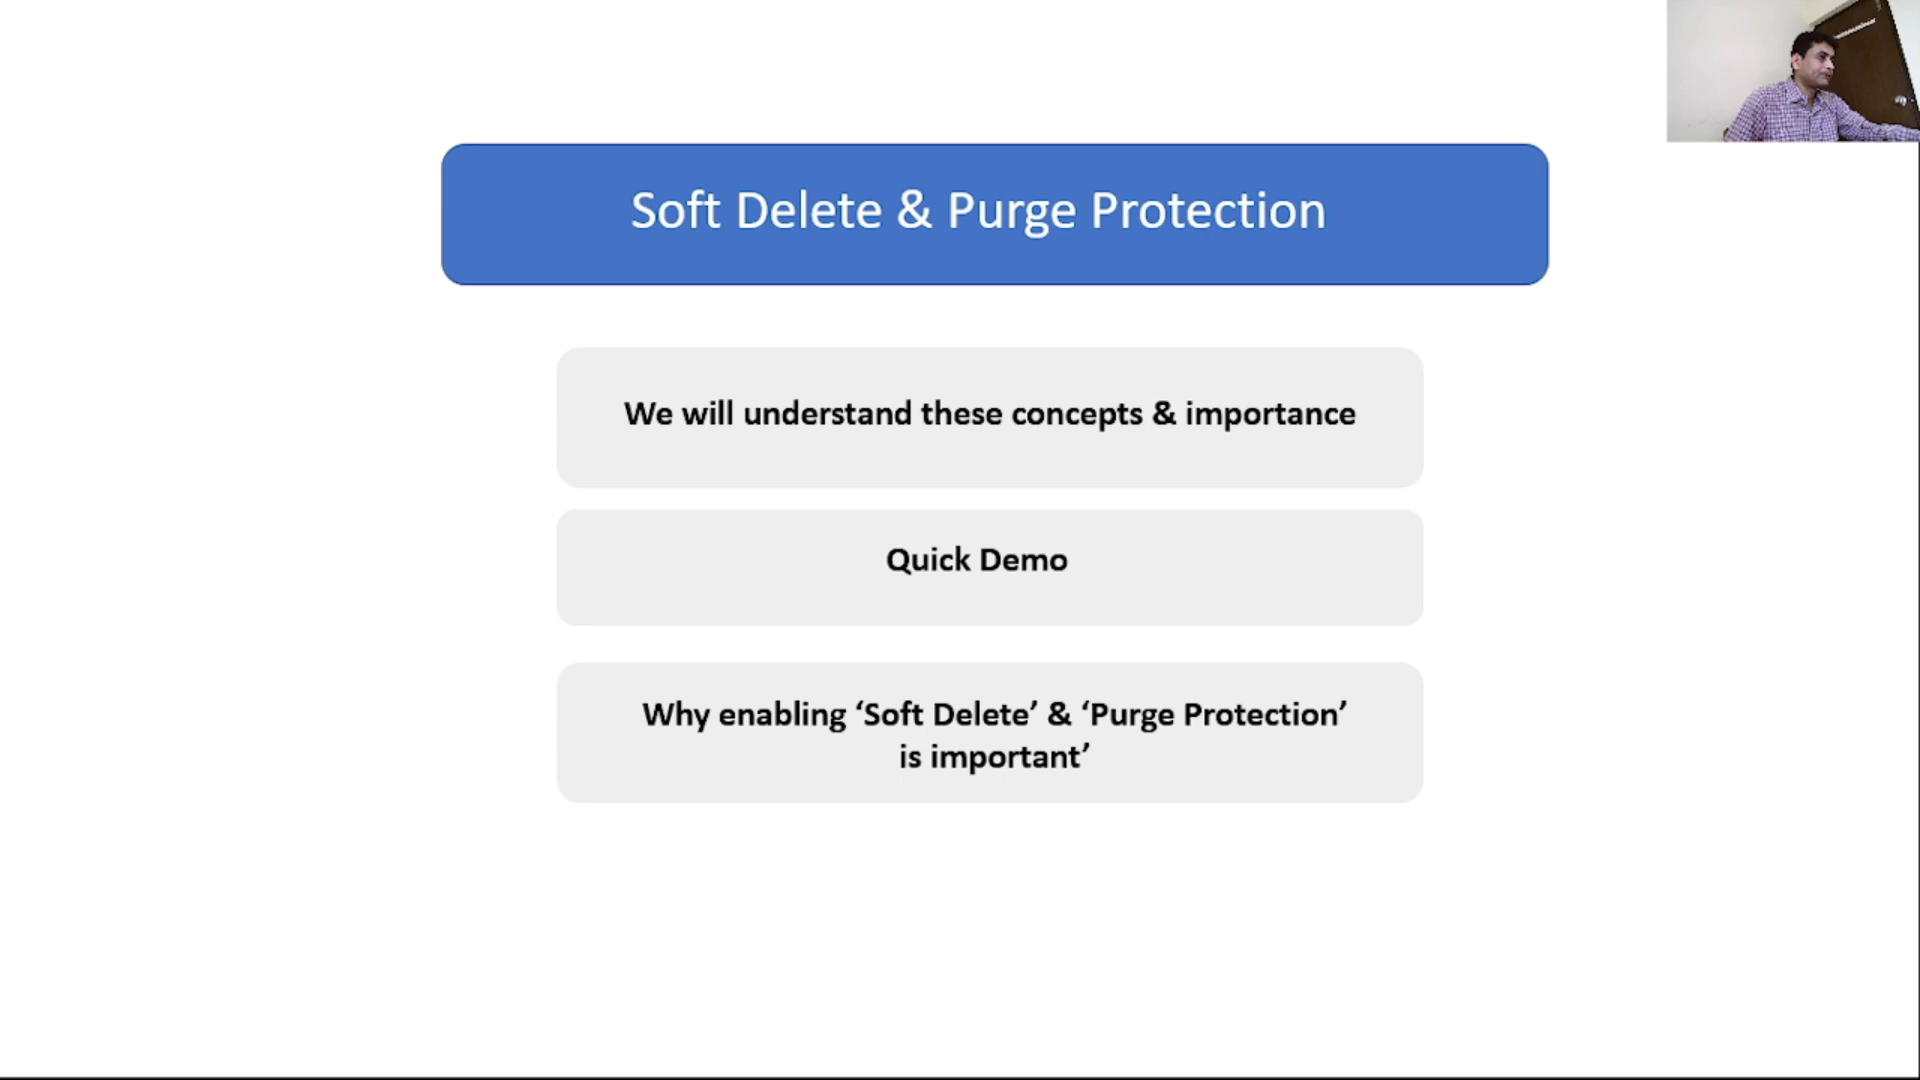 Soft Delete & Purge Protection
We will understand these concepts & importance
Quick Demo
Why enabling ‘Soft Delete’ & ‘Purge Protection’
is important’